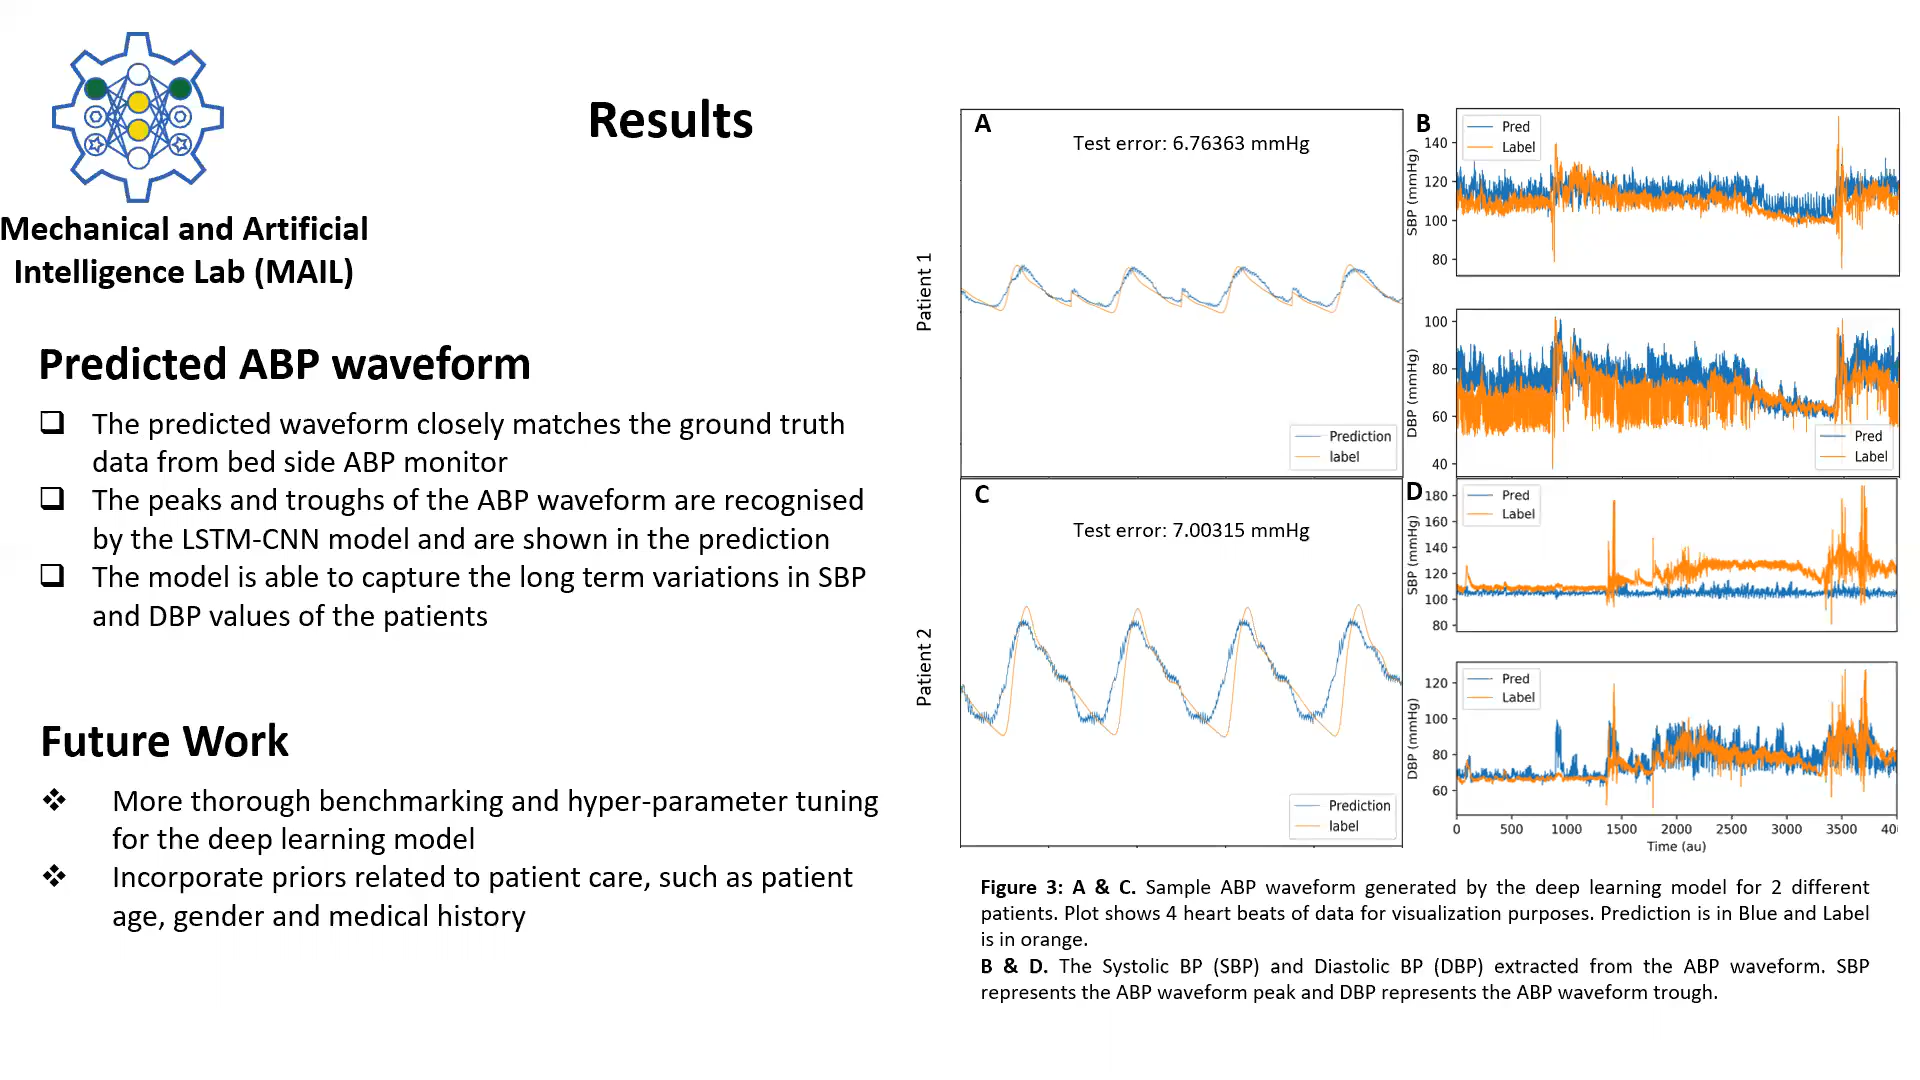 Mechanical and Artificial
Intelligence Lab (MAIL)
Results
Predicted ABP waveform
The predicted waveform closely matches the ground truth
data from bed side ABP monitor
The peaks and troughs of the ABP waveform are recognised
by the LSTM-CNN model and are shown in the prediction
The model is able to capture the long term variations in SBP
and DBP values of the patients
Future Work
More thorough benchmarking and hyper-parameter tuning
for the deep learning model
Incorporate priors related to patient care, such as patient
age, gender and medical history
Patient 1
A
Test error: 6.76363 mmHg
Prediction
label
B
SBP (mmHg)
140
120
100
80
Pred
Label
DBP (mmHg)
100
80
60
40
Pred
Label
Patient 2
C
Test error: 7.00315 mmHg
Prediction
label
D
SBP (mmHg)
180
160
140
120
100
80
Pred
Label
DBP (mmHg)
120
100
80
60
Pred
Label
0 500 1000 1500 2000 2500 3000 3500 40
Time (au)
Figure 3: A & C. Sample ABP waveform generated by the deep learning model for 2 different
patients. Plot shows 4 heart beats of data for visualization purposes. Prediction is in Blue and Label
is in orange.
B & D. The Systolic BP (SBP) and Diastolic BP (DBP) extracted from the ABP waveform. SBP
represents the ABP waveform peak and DBP represents the ABP waveform trough.